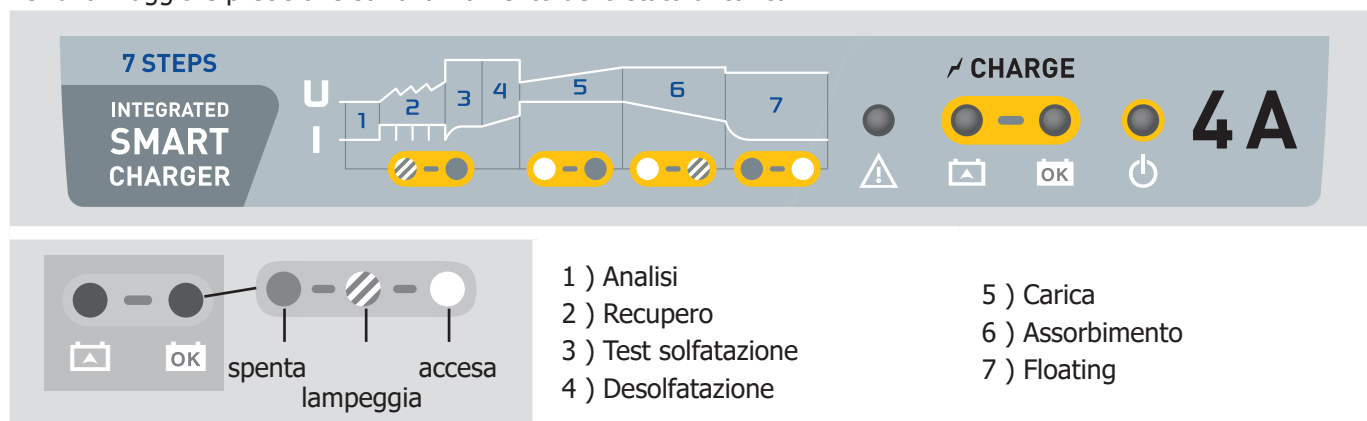 7 STEPS
INTEGRATED
SMART
CHARGER
U
I
1
2
3
4
5
6
7
CHARGE
OK
4 A
OK
spenta
lampeggia
accesa
1 ) Analisi
2 ) Recupero
3 ) Test solfatazione
4 ) Desolfatazione
5 ) Carica
6 ) Assorbimento
7 ) Floating